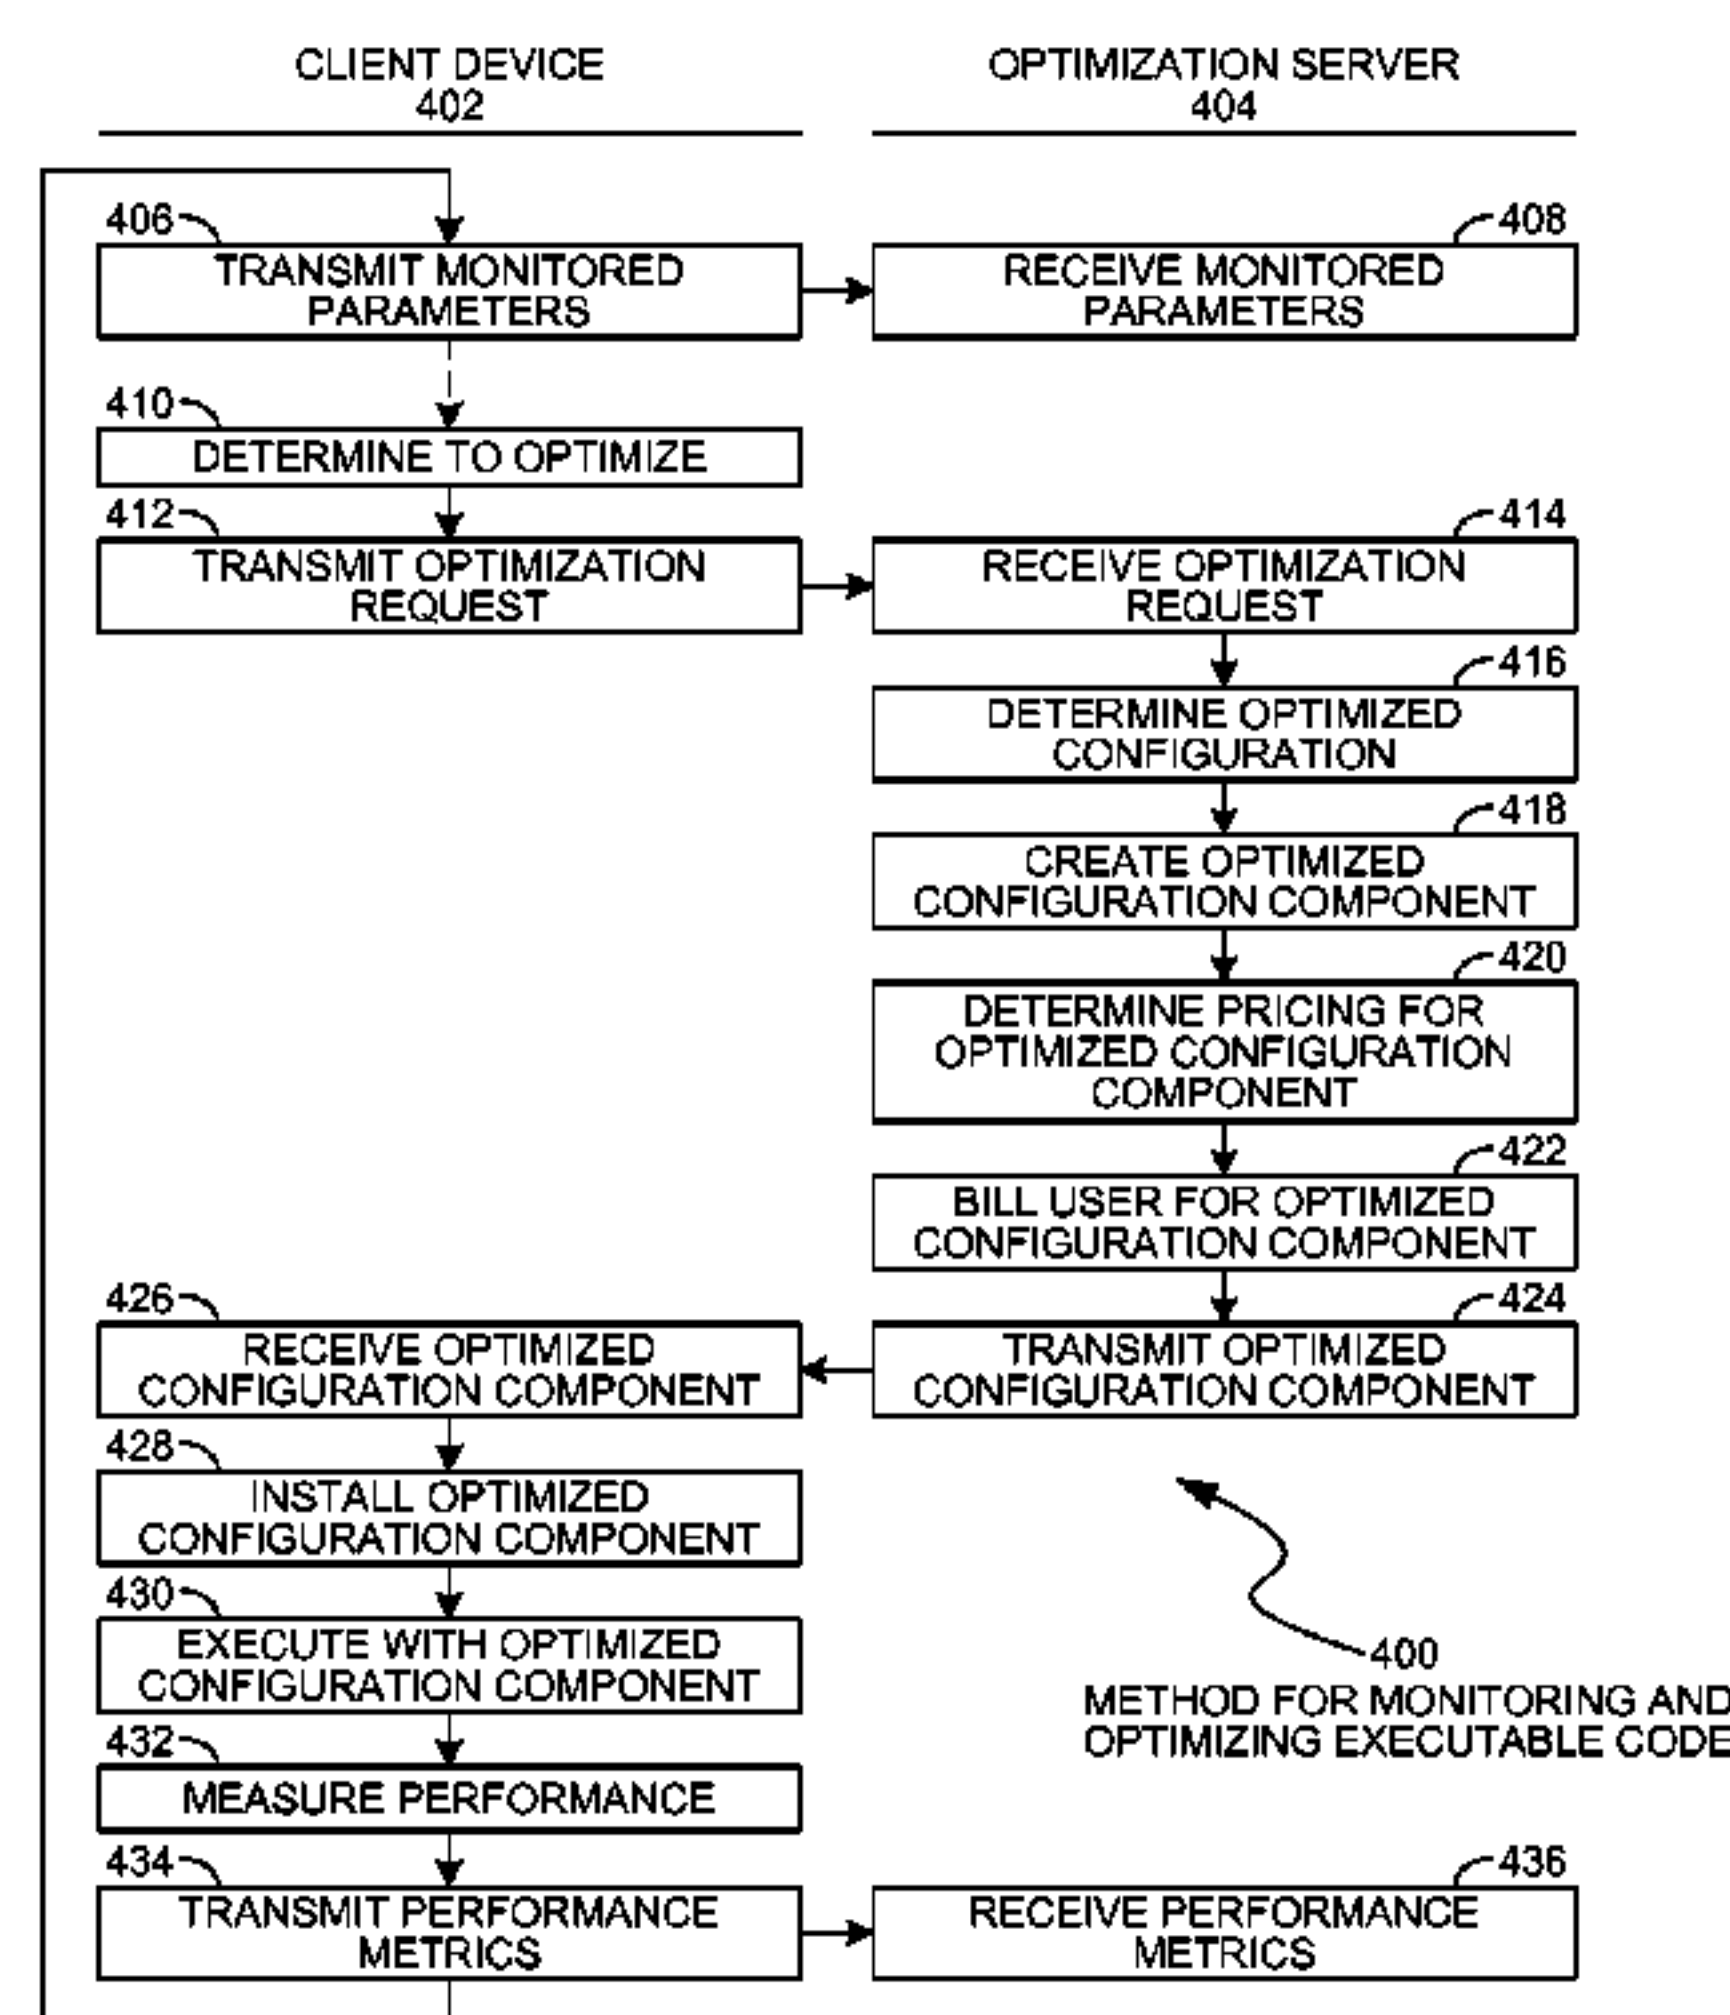 CLIENT DEVICE
402
OPTIMIZATION SERVER
404
406
TRANSMIT MONITORED
PARAMETERS
408
RECEIVE MONITORED
PARAMETERS
410
DETERMINE TO OPTIMIZE
412
TRANSMIT OPTIMIZATION
REQUEST
414
RECEIVE OPTIMIZATION
REQUEST
416
DETERMINE OPTIMIZED
CONFIGURATION
418
CREATE OPTIMIZED
CONFIGURATION COMPONENT
420
DETERMINE PRICING FOR
OPTIMIZED CONFIGURATION
COMPONENT
422
BILL USER FOR OPTIMIZED
CONFIGURATION COMPONENT
424
TRANSMIT OPTIMIZED
CONFIGURATION COMPONENT
426
RECEIVE OPTIMIZED
CONFIGURATION COMPONENT
428
INSTALL OPTIMIZED
CONFIGURATION COMPONENT
430
EXECUTE WITH OPTIMIZED
CONFIGURATION COMPONENT
400
METHOD FOR MONITORING AND
OPTIMIZING EXECUTABLE CODE
432
MEASURE PERFORMANCE
434
TRANSMIT PERFORMANCE
METRICS
436
RECEIVE PERFORMANCE
METRICS